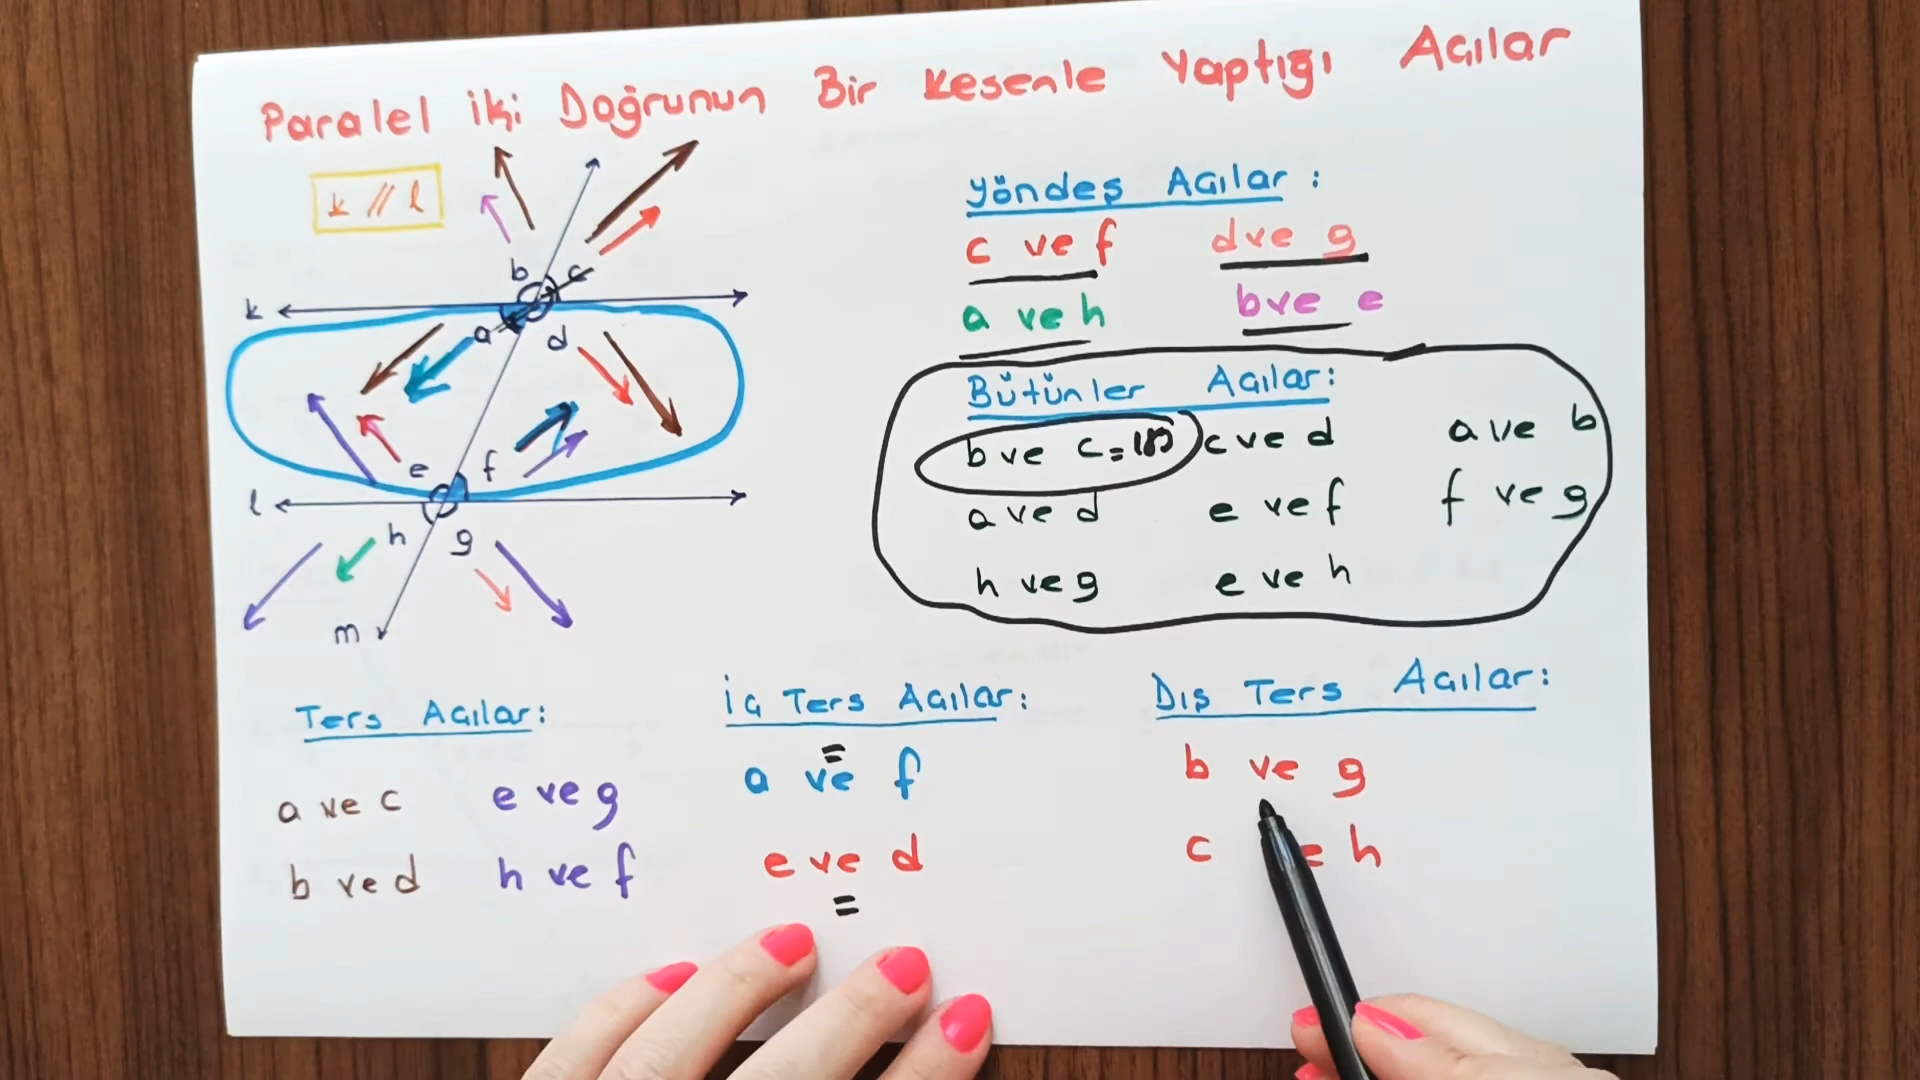 Paralel İki Doğrunun Bir Kesenle Yaptığı Açılar
k // l
b c
k
a d
e f
l
h g
m
Yöndeş Açılar:
c ve f d ve g
a ve h b ve e
Bütünler Açılar:
b ve c = 180 c ve d a ve b
a ve d e ve f f ve g
h ve g e ve h
Ters Açılar:
a ve c e ve g
b ve d h ve f
İç Ters Açılar:
=
a ve f
e ve d
=
Dış Ters Açılar:
b ve g
c e h